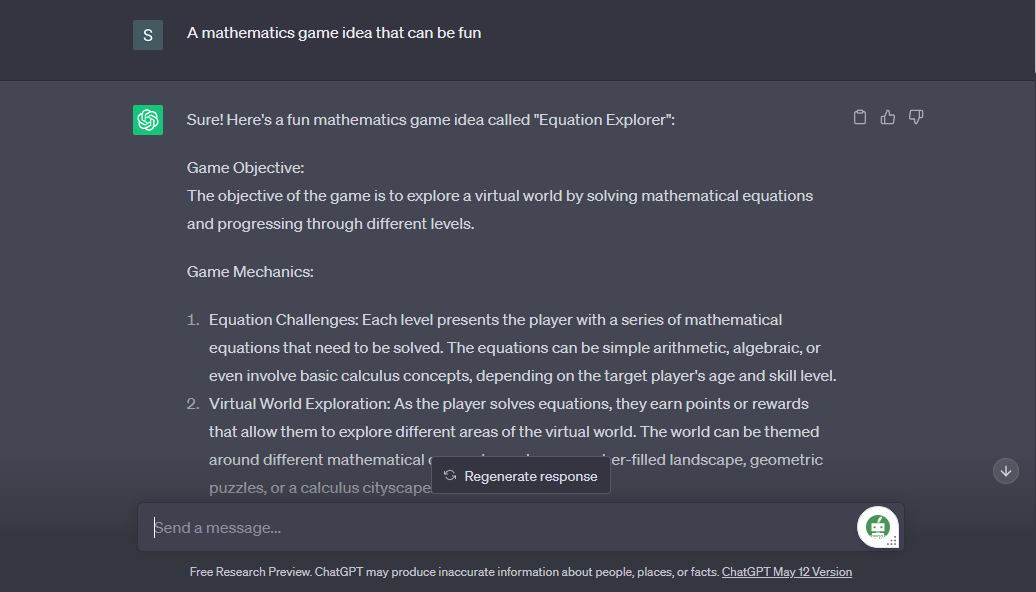 S
A mathematics game idea that can be fun
Sure! Here's a fun mathematics game idea called "Equation Explorer":
Game Objective:
The objective of the game is to explore a virtual world by solving mathematical equations
and progressing through different levels.
Game Mechanics:
1. Equation Challenges: Each level presents the player with a series of mathematical
equations that need to be solved. The equations can be simple arithmetic, algebraic, or
even involve basic calculus concepts, depending on the target player's age and skill level.
2. Virtual World Exploration: As the player solves equations, they earn points or rewards
that allow them to explore different areas of the virtual world. The world can be themed
around different mathematical er-filled landscape, geometric
puzzles, or a calculus cityscape
Regenerate response
Send a message...
Free Research Preview. ChatGPT may produce inaccurate information about people, places, or facts. ChatGPT May 12 Version